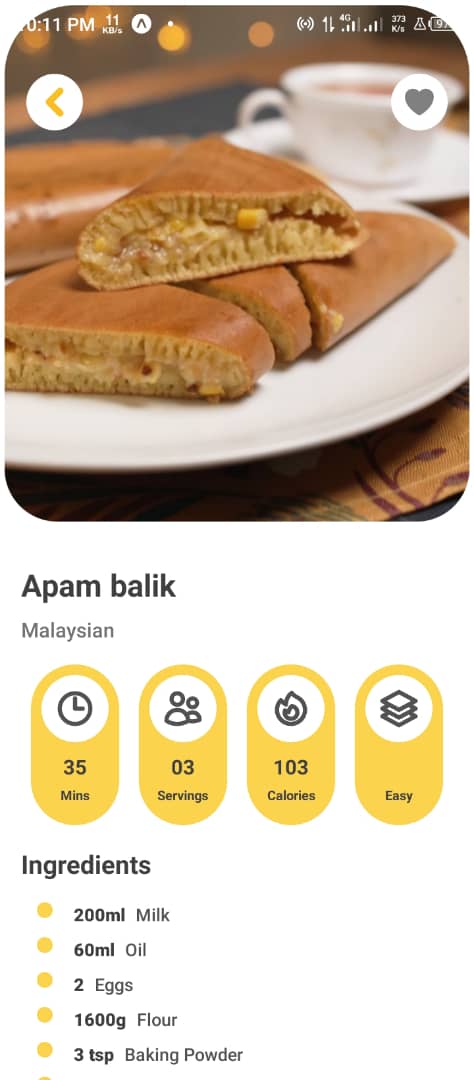 0:11 PM 11 KB/s 4G 373 K/s
Apam balik
Malaysian
35 03 103
Mins Servings Calories Easy
Ingredients
200ml Milk
60ml Oil
2 Eggs
1600g Flour
3 tsp Baking Powder